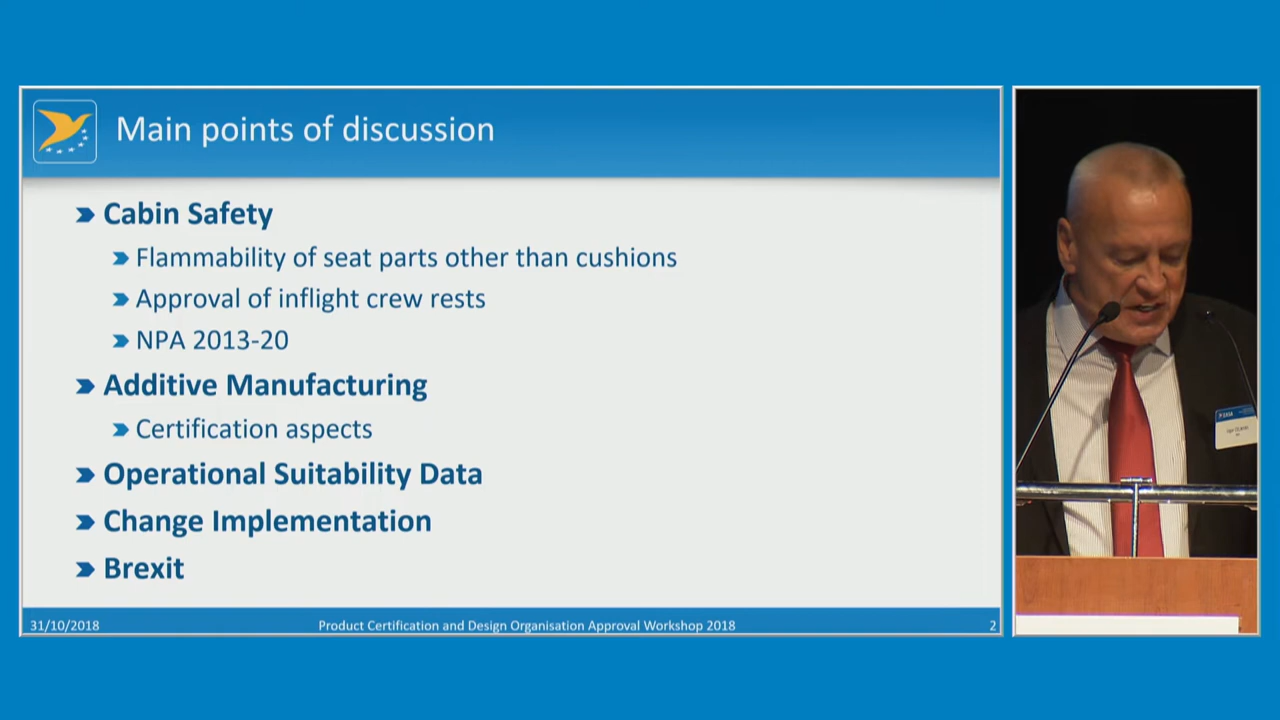 Main points of discussion
Cabin Safety
Flammability of seat parts other than cushions
Approval of inflight crew rests
NPA 2013-20
Additive Manufacturing
Certification aspects
Operational Suitability Data
Change Implementation
Brexit
31/10/2018
Product Certification and Design Organisation Approval Workshop 2018
2
EASA